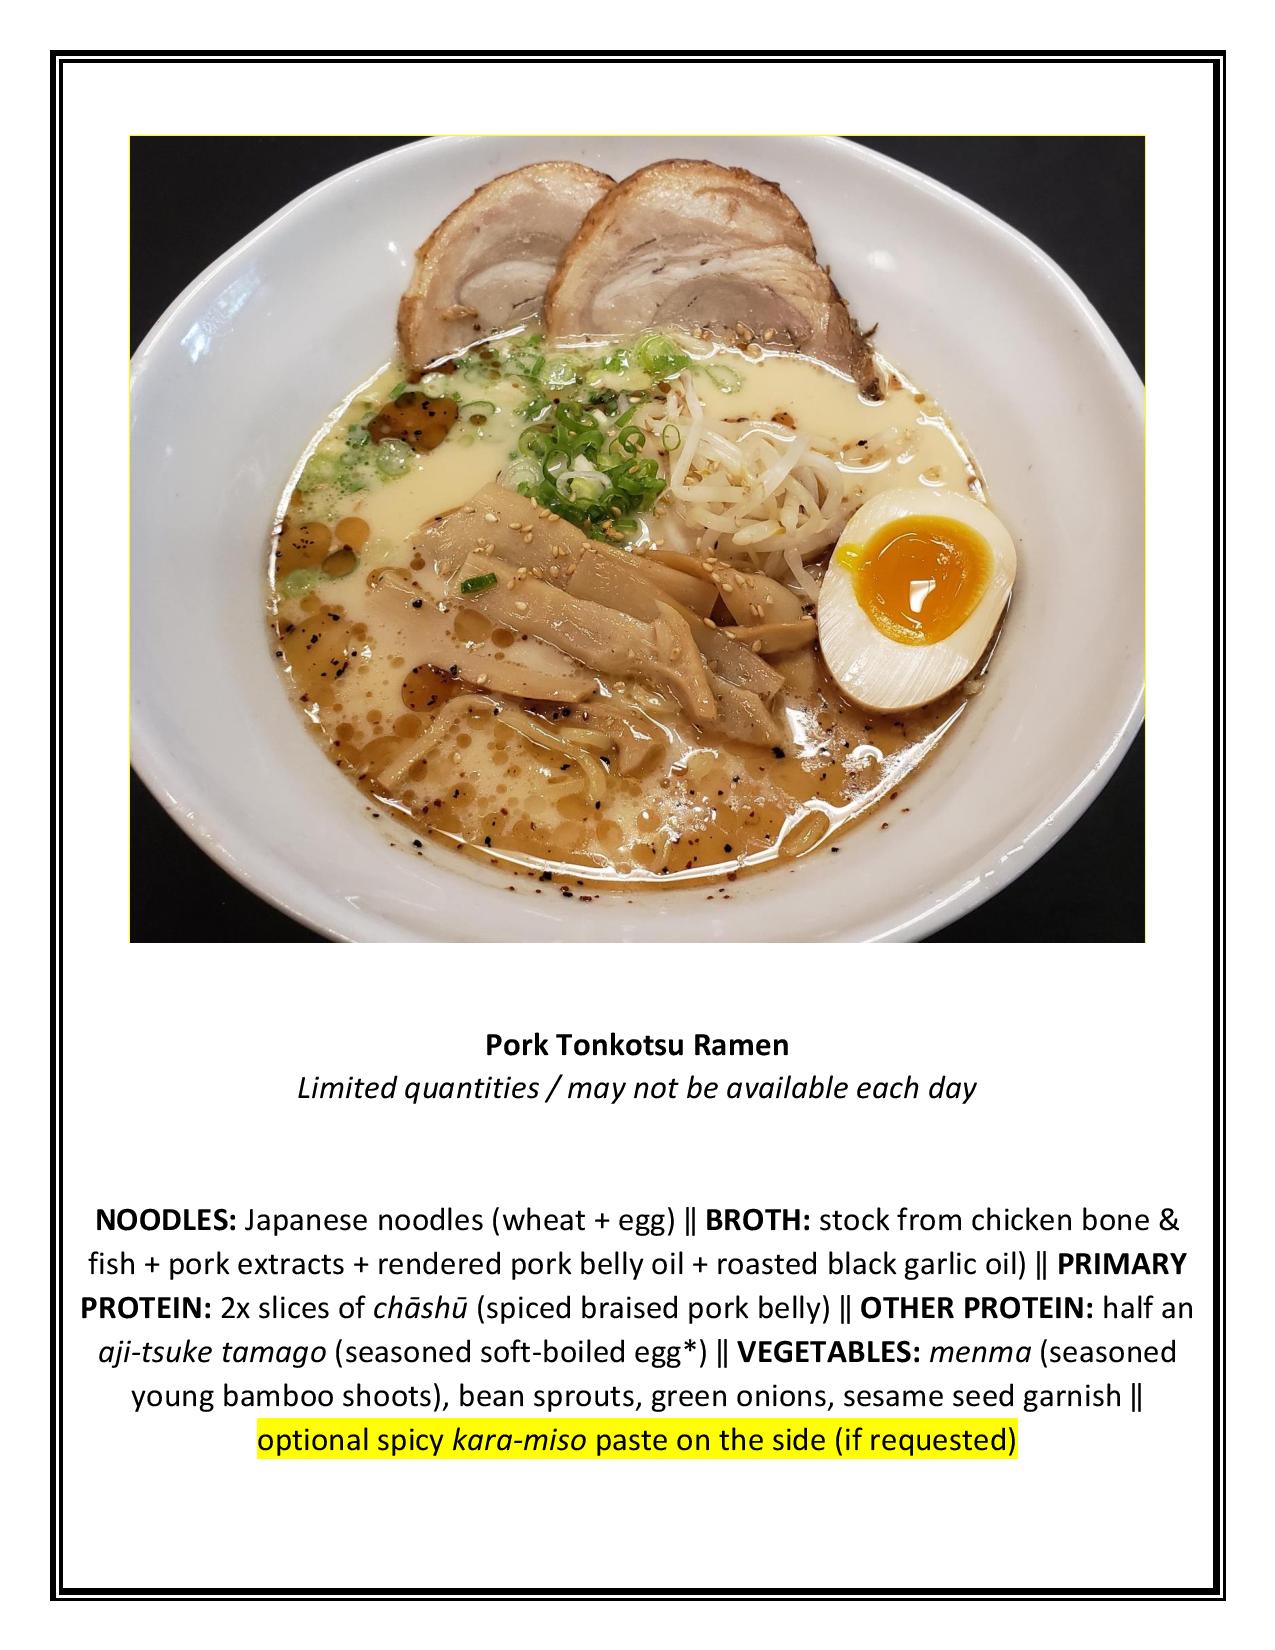 Pork Tonkotsu Ramen
Limited quantities / may not be available each day
NOODLES: Japanese noodles (wheat + egg) ‖ BROTH: stock from chicken bone &
fish + pork extracts + rendered pork belly oil + roasted black garlic oil) ‖ PRIMARY
PROTEIN: 2x slices of chāshū (spiced braised pork belly) ‖ OTHER PROTEIN: half an
aji-tsuke tamago (seasoned soft-boiled egg*) ‖ VEGETABLES: menma (seasoned
young bamboo shoots), bean sprouts, green onions, sesame seed garnish ‖
optional spicy kara-miso paste on the side (if requested)